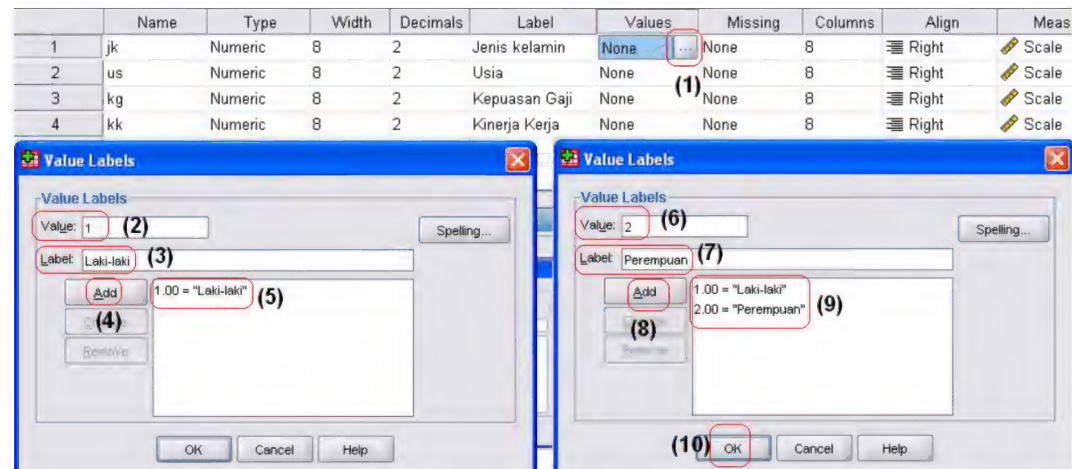 Name Type Width Decimals Label Values Missing Columns Align Meas
1 jk Numeric 8 2 Jenis kelamin None ... None 8 Right Scale
(1)
2 us Numeric 8 2 Usia None None 8 Right Scale
3 kg Numeric 8 2 Kepuasan Gaji None None 8 Right Scale
4 kk Numeric 8 2 Kinerja Kerja None None 8 Right Scale
Value Labels
Value Labels
Value: 1 (2)
Spelling...
Label: Laki-laki (3)
Add 1.00 = "Laki-laki" (5)
(4)
Remove
OK Cancel Help
Value Labels
Value Labels
Value: 2 (6)
Spelling...
Label: Perempuan (7)
Add 1.00 = "Laki-laki"
2.00 = "Perempuan" (9)
(8)
(10) OK Cancel Help